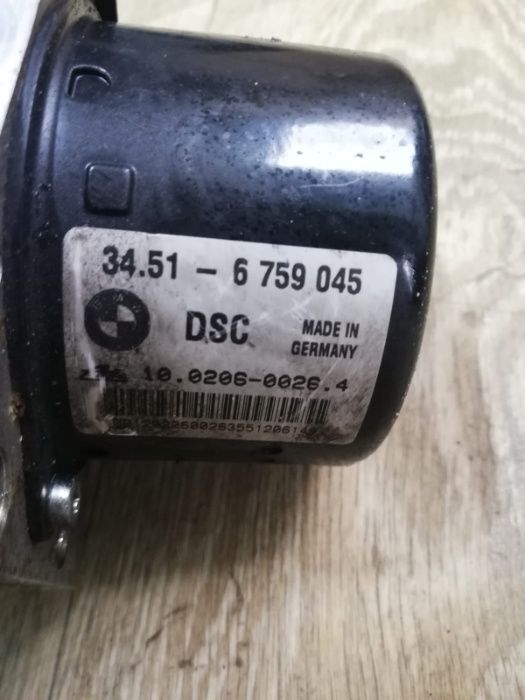 34.51 - 6 759 045
DSC
MADE IN
GERMANY
10.0206-0026.4